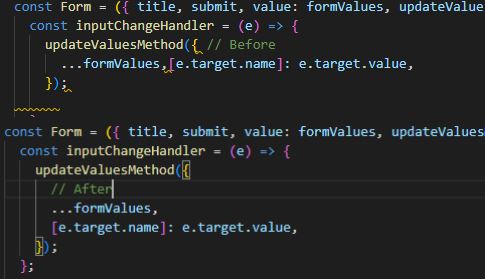 const Form = ({ title, submit, value: formValues, updateValue
const inputChangeHandler = (e) => {
updateValuesMethod({ // Before
...formValues,[e.target.name]: e.target.value,
});
const Form = ({ title, submit, value: formValues, updateValues
const inputChangeHandler = (e) => {
updateValuesMethod({
// After
...formValues,
[e.target.name]: e.target.value,
});
};